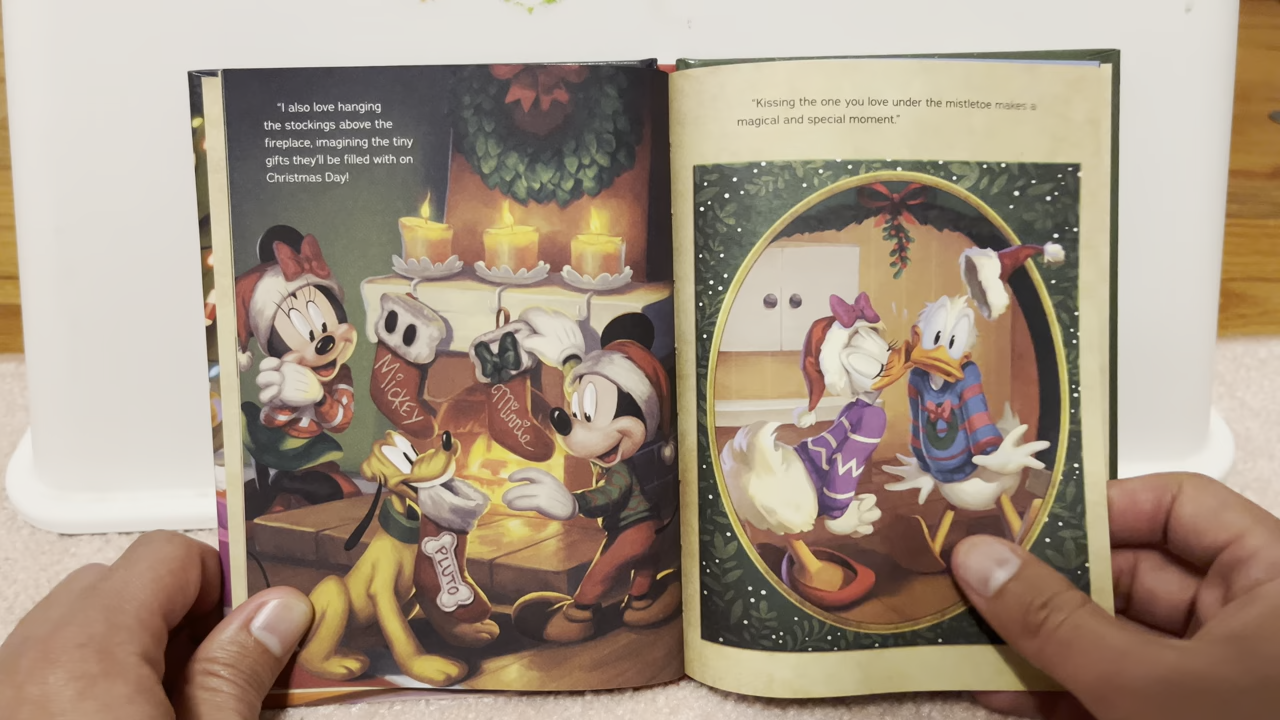 "I also love hanging
the stockings above the
fireplace, imagining the tiny
gifts they'll be filled with on
Christmas Day!
Mickey
Minnie
PLUTO
"Kissing the one you love under the mistletoe makes a
magical and special moment."